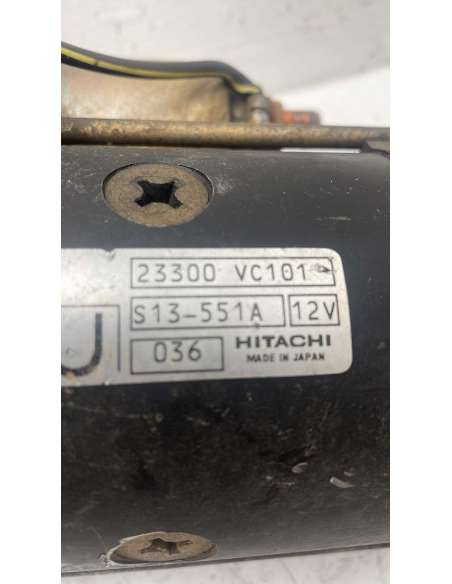 23300 VC101
S13-551A 12V
036 HITACHI
MADE IN JAPAN